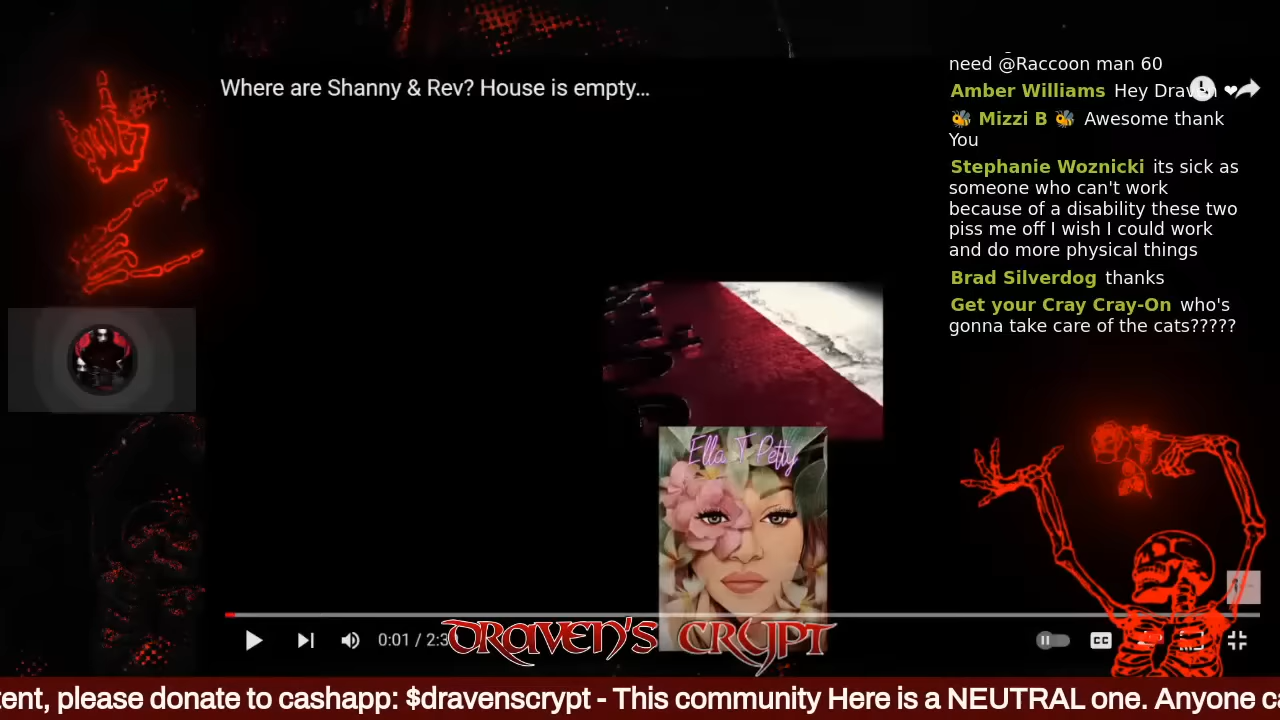 Where are Shanny & Rev? House is empty...
need @Raccoon man 60
Amber Williams Hey Draven ❤
🐝 Mizzi B 🐝 Awesome thank
You
Stephanie Woznicki its sick as
someone who can't work
because of a disability these two
piss me off I wish I could work
and do more physical things
Brad Silverdog thanks
Get your Cray Cray-On who's
gonna take care of the cats?????
Ella T Petty
0:01 / 2:3
CC
DRAVEN'S CRYPT
tent, please donate to cashapp: $dravenscrypt - This community Here is a NEUTRAL one. Anyone ca